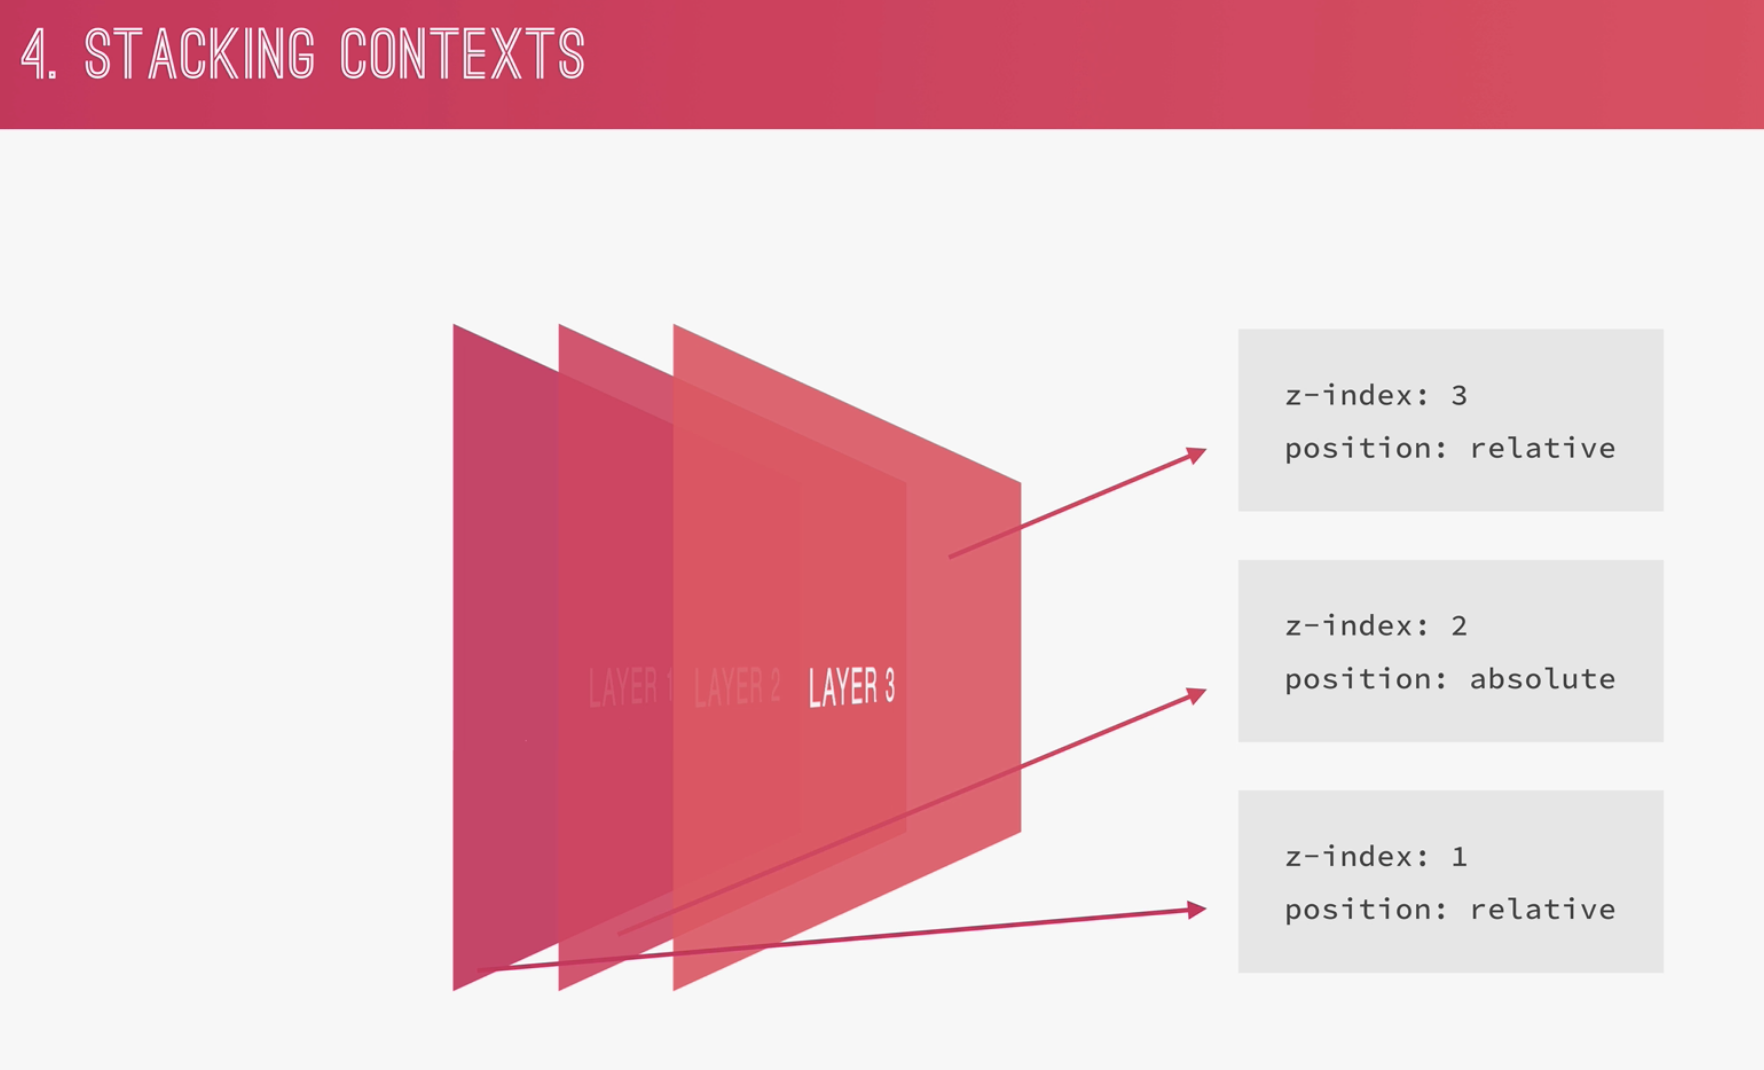 4. STACKING CONTEXTS
z-index: 3
position: relative
z-index: 2
position: absolute
LAYER 1 LAYER 2 LAYER 3
z-index: 1
position: relative